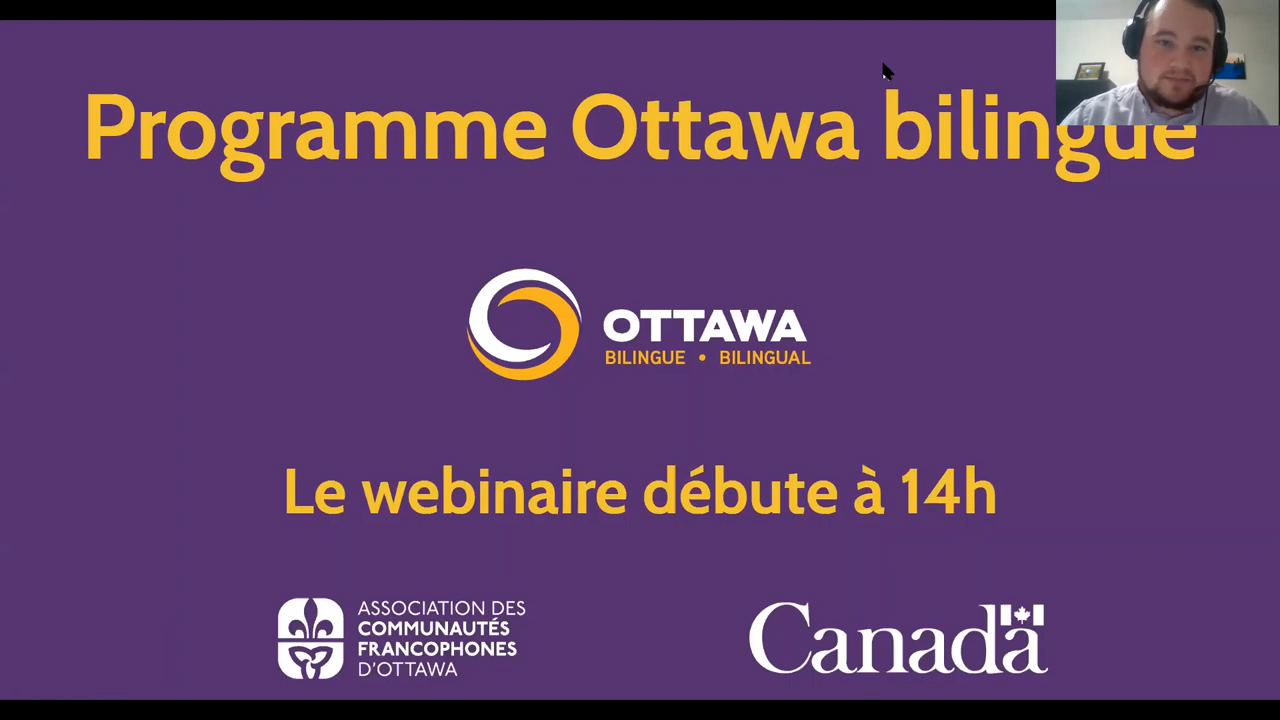 Programme Ottawa bilingue
OTTAWA
BILINGUE • BILINGUAL
Le webinaire débute à 14h
ASSOCIATION DES
COMMUNAUTÉS
FRANCOPHONES
D'OTTAWA
Canada